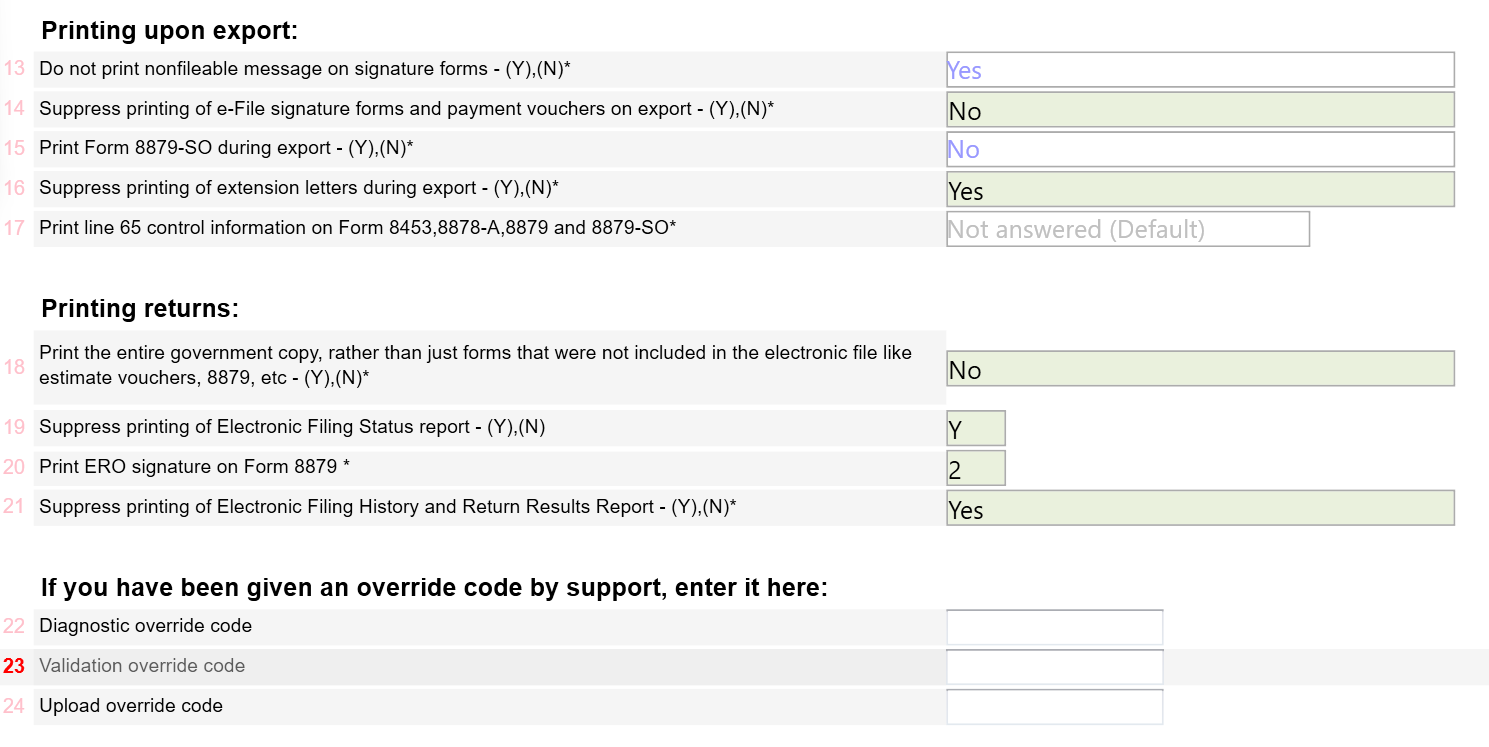 Printing upon export:
13 Do not print nonfileable message on signature forms - (Y),(N)* Yes
14 Suppress printing of e-File signature forms and payment vouchers on export - (Y),(N)* No
15 Print Form 8879-SO during export - (Y),(N)* No
16 Suppress printing of extension letters during export - (Y),(N)* Yes
17 Print line 65 control information on Form 8453,8878-A,8879 and 8879-SO* Not answered (Default)
Printing returns:
18 Print the entire government copy, rather than just forms that were not included in the electronic file like
estimate vouchers, 8879, etc - (Y),(N)* No
19 Suppress printing of Electronic Filing Status report - (Y),(N) Y
20 Print ERO signature on Form 8879 * 2
21 Suppress printing of Electronic Filing History and Return Results Report - (Y),(N)* Yes
If you have been given an override code by support, enter it here:
22 Diagnostic override code
23 Validation override code
24 Upload override code